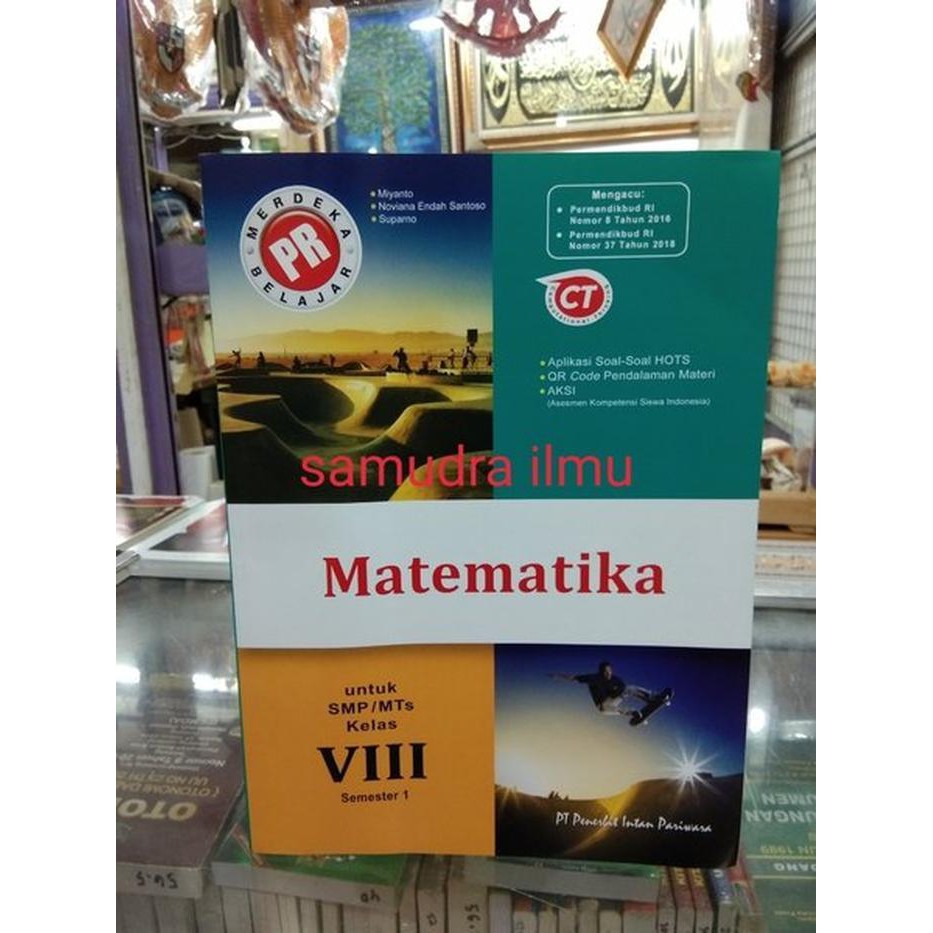 MERDEKA
PR
BELAJAR
• Miyanto
• Noviana Endah Santoso
• Suparno
Mengacu:
• Permendikbud RI
Nomor 8 Tahun 2016
• Permendikbud RI
Nomor 37 Tahun 2018
CT
• Aplikasi Soal-Soal HOTS
• QR Code Pendalaman Materi
• AKSI
(Asesmen Kompetensi Siswa Indonesia)
samudra ilmu
Matematika
untuk
SMP/MTs
Kelas
VIII
Semester 1
PT Penerbit Intan Pariwara